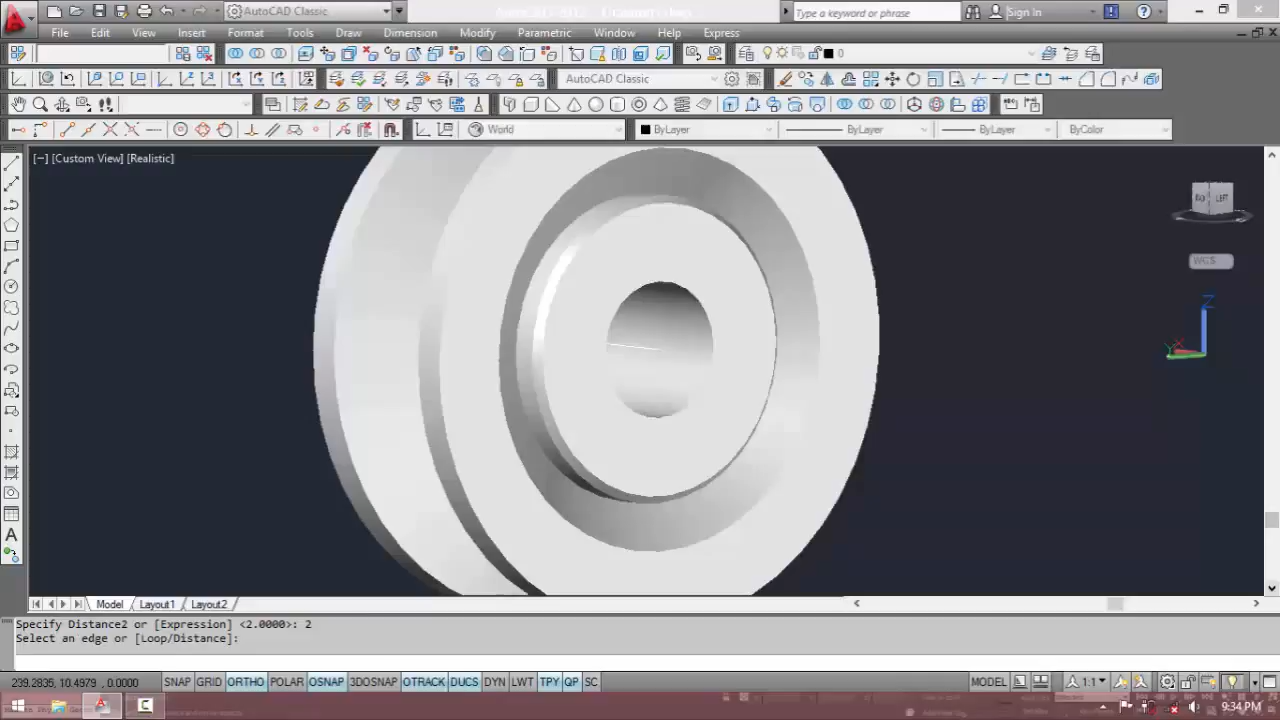 AutoCAD Classic
Type a keyword or phrase
Sign In
File Edit View Insert Format Tools Draw Dimension Modify Parametric Window Help Express
0
AutoCAD Classic
World ByLayer ByLayer ByLayer ByColor
[−] [Custom View] [Realistic]
LEFT
WCS
Z
X
Y
A
Model Layout1 Layout2
Specify Distance2 or [Expression] <2.0000>: 2
Select an edge or [Loop/Distance]:
239.2835, 10.4979, 0.0000 SNAP GRID ORTHO POLAR OSNAP 3DOSNAP OTRACK DUCS DYN LWT TPY QP SC MODEL 1:1
9:34 PM